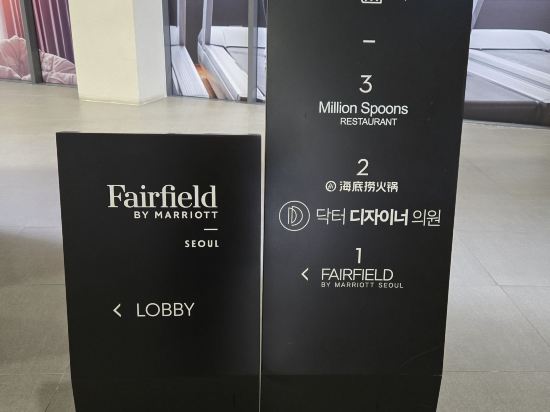 Fairfield
BY MARRIOTT
SEOUL
< LOBBY
3
Million Spoons
RESTAURANT
2
海底捞火锅
닥터 디자이너 의원
1
< FAIRFIELD
BY MARRIOTT SEOUL